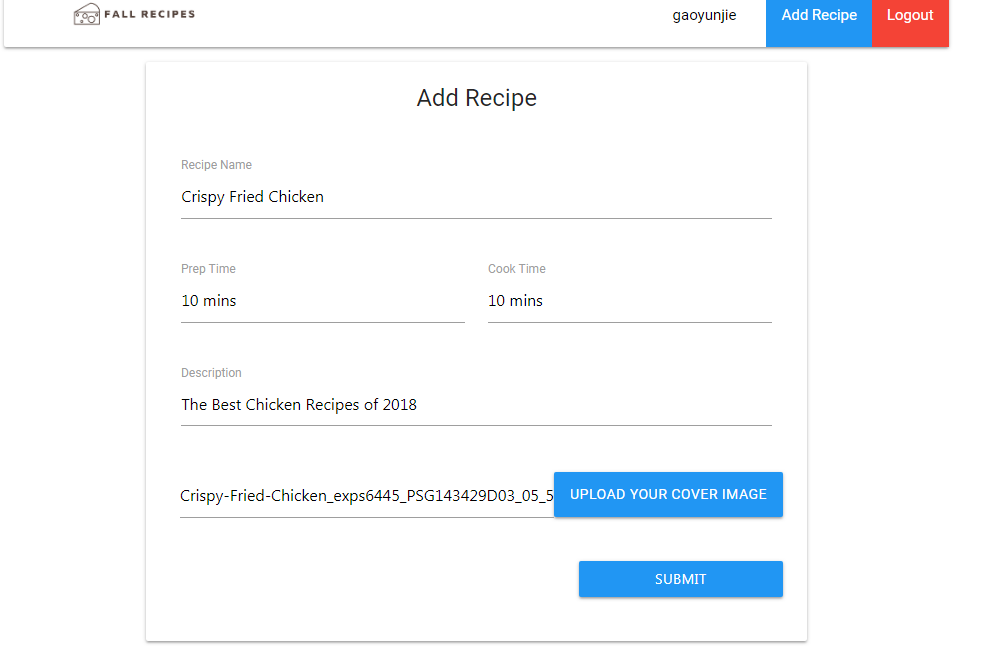 FALL RECIPES
gaoyunjie Add Recipe Logout
Add Recipe
Recipe Name
Crispy Fried Chicken
Prep Time Cook Time
10 mins 10 mins
Description
The Best Chicken Recipes of 2018
Crispy-Fried-Chicken_exps6445_PSG143429D03_05_5 UPLOAD YOUR COVER IMAGE
SUBMIT